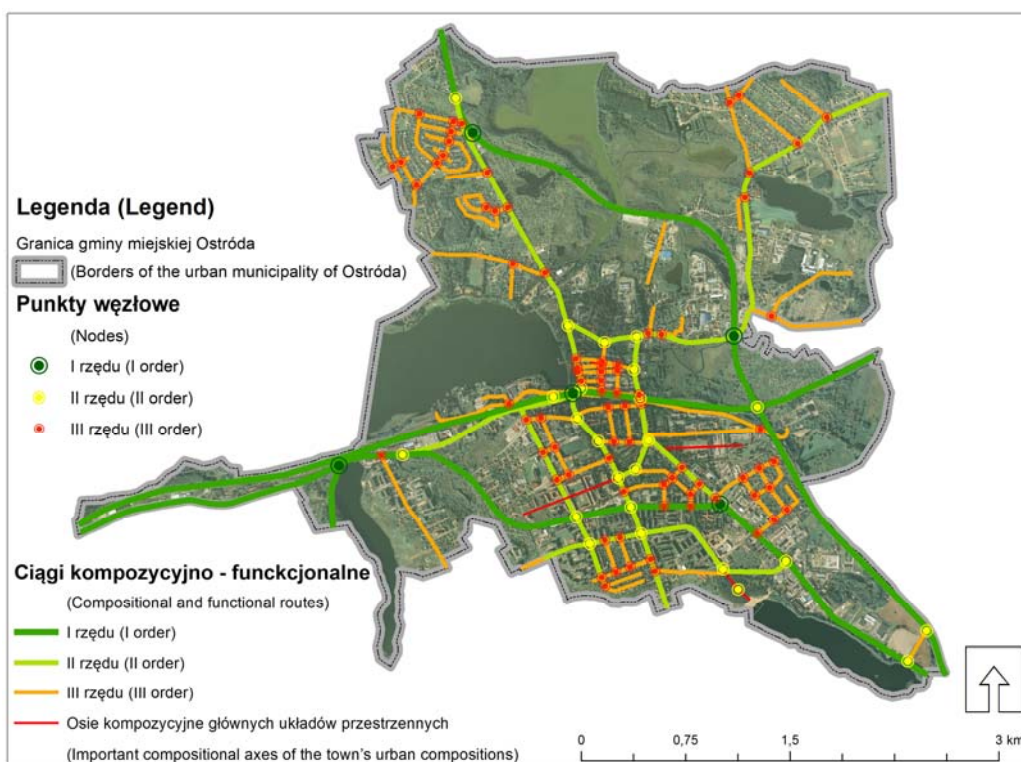 Legenda (Legend)
Granica gminy miejskiej Ostróda
(Borders of the urban municipality of Ostróda)
Punkty węzłowe
(Nodes)
I rzędu (I order)
II rzędu (II order)
III rzędu (III order)
Ciągi kompozycyjno - funckcjonalne
(Compositional and functional routes)
I rzędu (I order)
II rzędu (II order)
III rzędu (III order)
Osie kompozycyjne głównych układów przestrzennych
(Important compositional axes of the town's urban compositions)
0 0,75 1,5 3 km